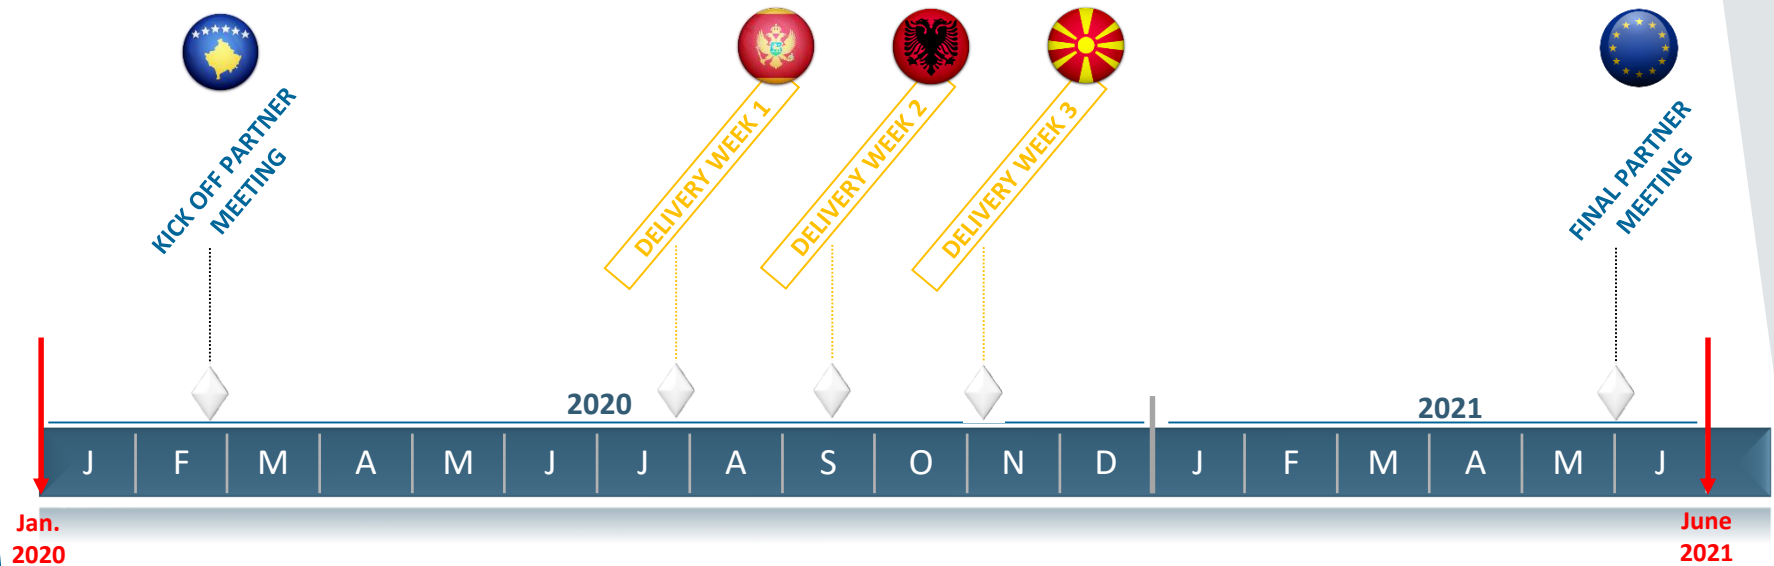 KICK OFF PARTNER
MEETING
DELIVERY WEEK 1
DELIVERY WEEK 2
DELIVERY WEEK 3
FINAL PARTNER
MEETING
2020
2021
J F M A M J J A S O N D J F M A M J
Jan.
2020
June
2021